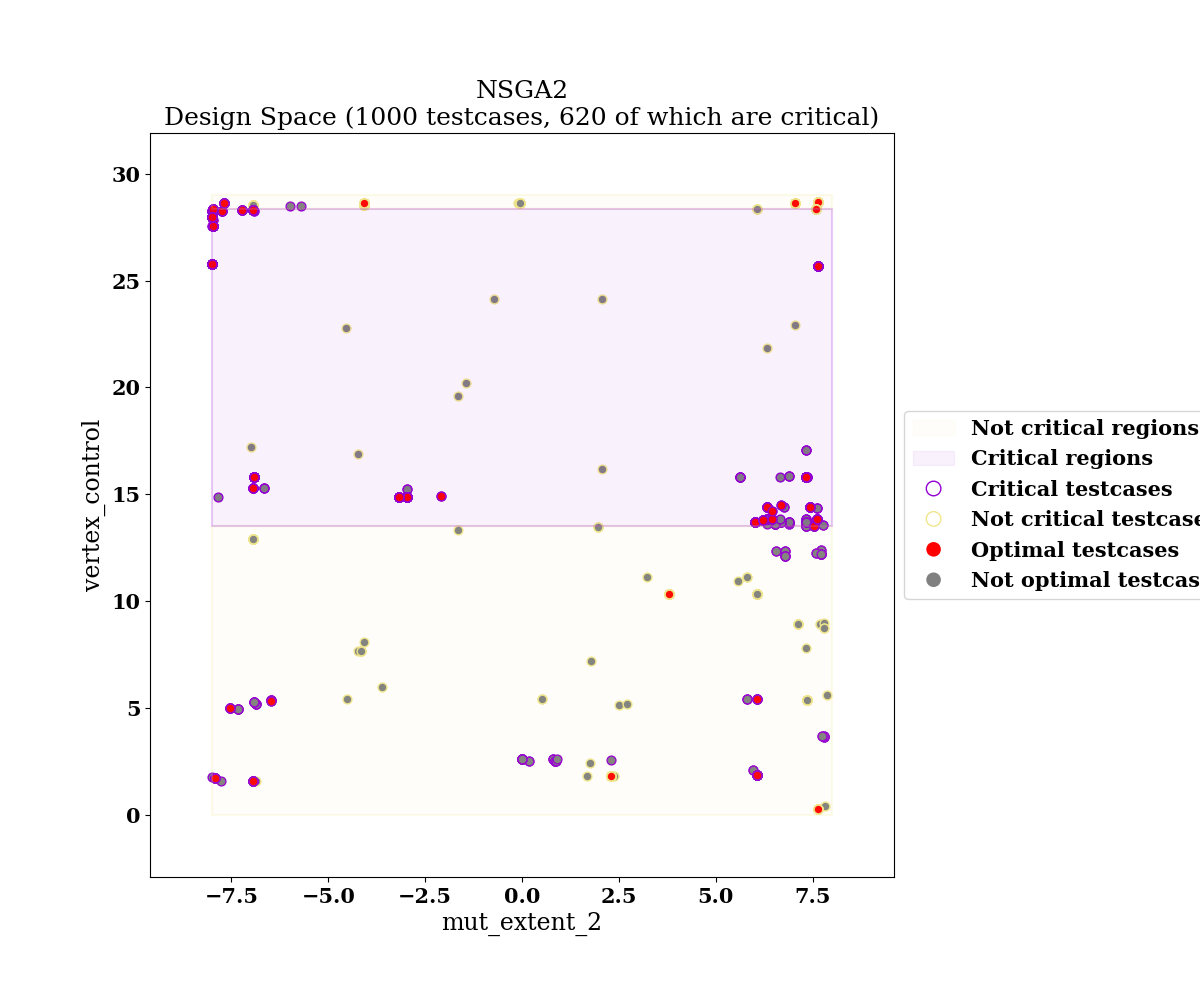 NSGA2
Design Space (1000 testcases, 620 of which are critical)
30
25
20
15
10
5
0
vertex_control
−7.5
−5.0
−2.5
0.0
2.5
5.0
7.5
mut_extent_2
Not critical regions
Critical regions
Critical testcases
Not critical testcase
Optimal testcases
Not optimal testcas